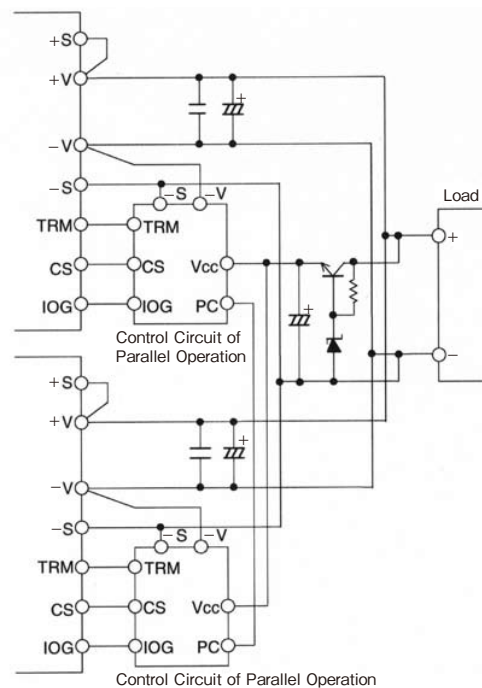 +S
+V
+
−V
−S
−S
−V
Load
TRM
TRM
+
CS
CS
Vcc
+
IOG
IOG
PC
Control Circuit of
Parallel Operation
−
+S
+V
+
−V
−S
−S
−V
TRM
TRM
CS
CS
Vcc
IOG
IOG
PC
Control Circuit of Parallel Operation